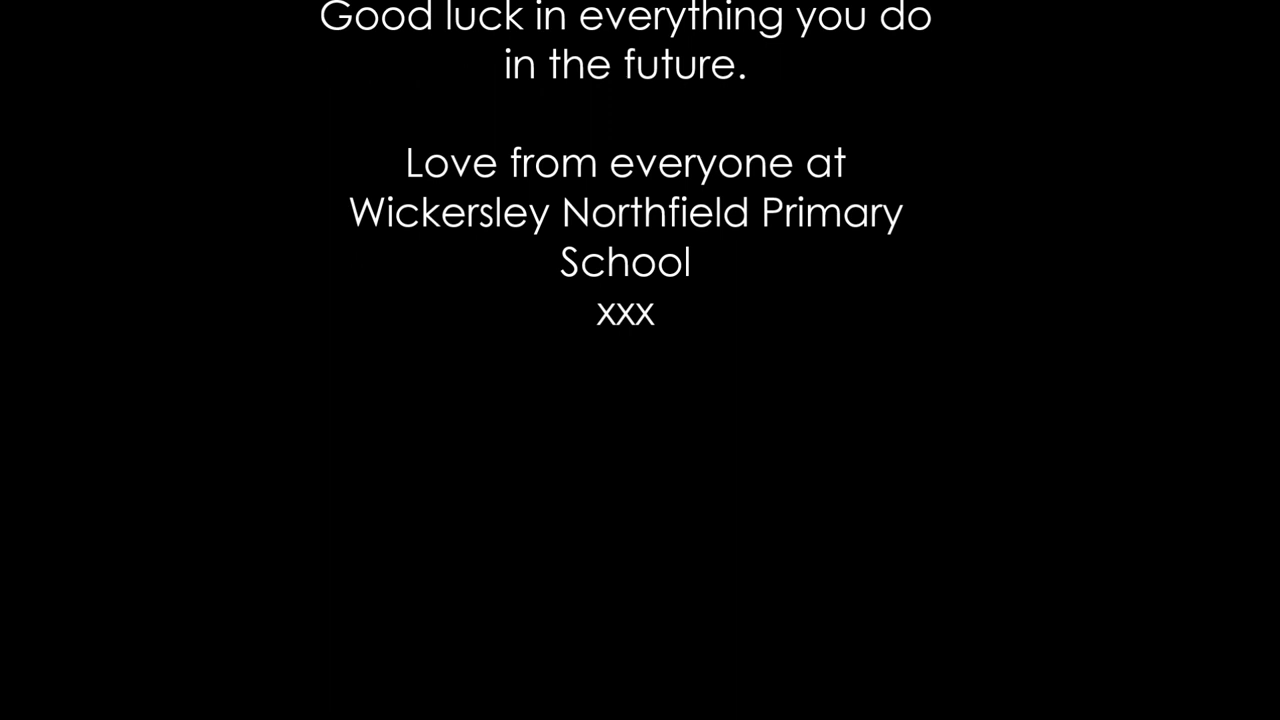 Good luck in everything you do
in the future.
Love from everyone at
Wickersley Northfield Primary
School
xxx